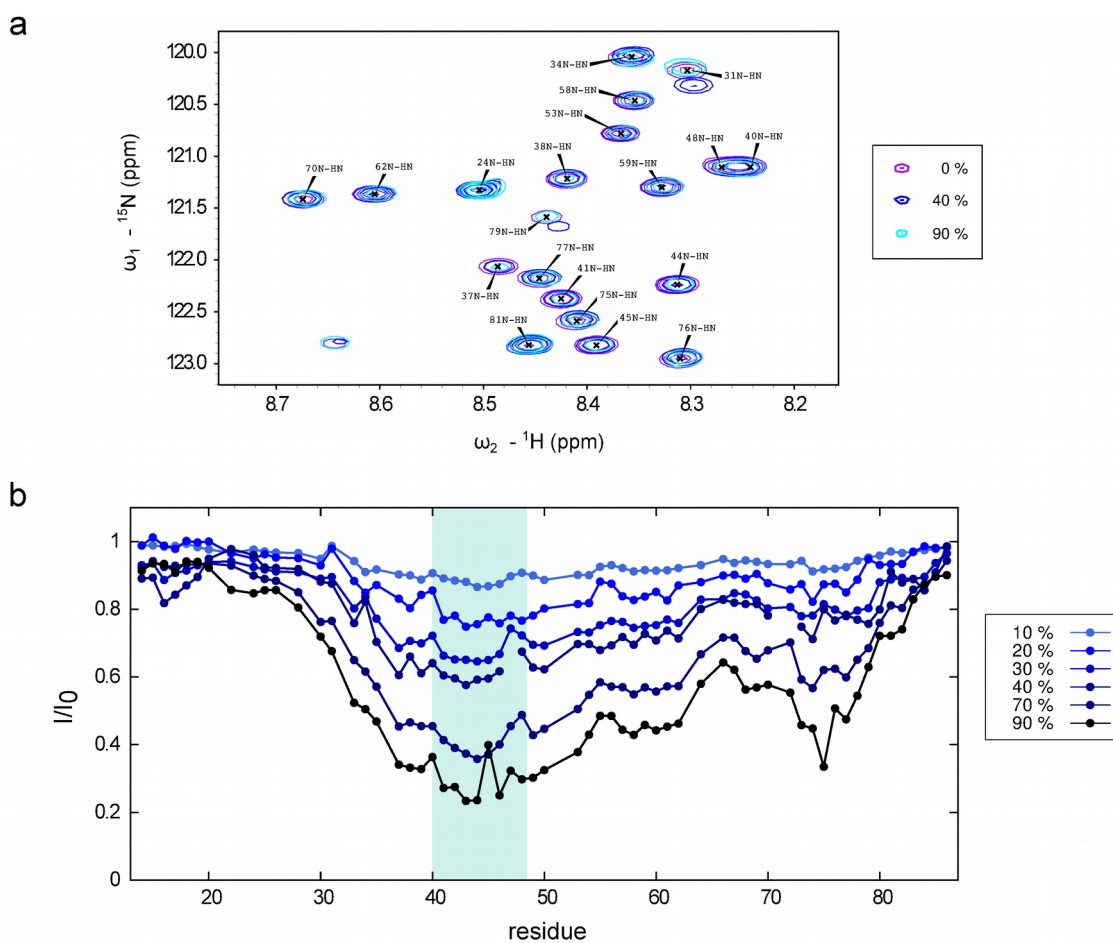 a
120.0
120.5
121.0
121.5
122.0
122.5
123.0
ω1 - 15N (ppm)
34N-HN
31N-HN
58N-HN
53N-HN
48N-HN
40N-HN
38N-HN
70N-HN
62N-HN
24N-HN
59N-HN
79N-HN
77N-HN
44N-HN
41N-HN
37N-HN
75N-HN
81N-HN
45N-HN
76N-HN
8.7 8.6 8.5 8.4 8.3 8.2
ω2 - 1H (ppm)
0 %
40 %
90 %
b
1
0.8
0.6
0.4
0.2
0
I/I0
20 30 40 50 60 70 80
residue
10 %
20 %
30 %
40 %
70 %
90 %